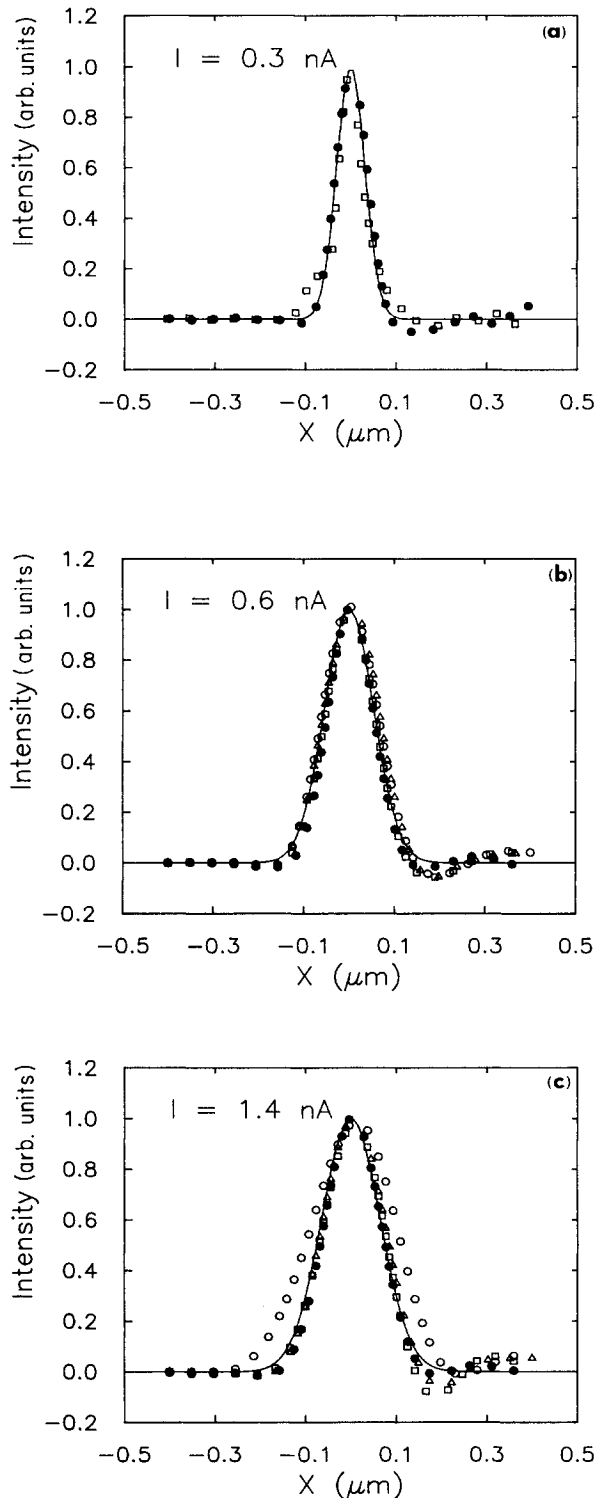 (a)
I = 0.3 nA
Intensity (arb. units)
1.2
1.0
0.8
0.6
0.4
0.2
0.0
−0.2
−0.5 −0.3 −0.1 0.1 0.3 0.5
X (μm)
(b)
I = 0.6 nA
Intensity (arb. units)
1.2
1.0
0.8
0.6
0.4
0.2
0.0
−0.2
−0.5 −0.3 −0.1 0.1 0.3 0.5
X (μm)
(c)
I = 1.4 nA
Intensity (arb. units)
1.2
1.0
0.8
0.6
0.4
0.2
0.0
−0.2
−0.5 −0.3 −0.1 0.1 0.3 0.5
X (μm)